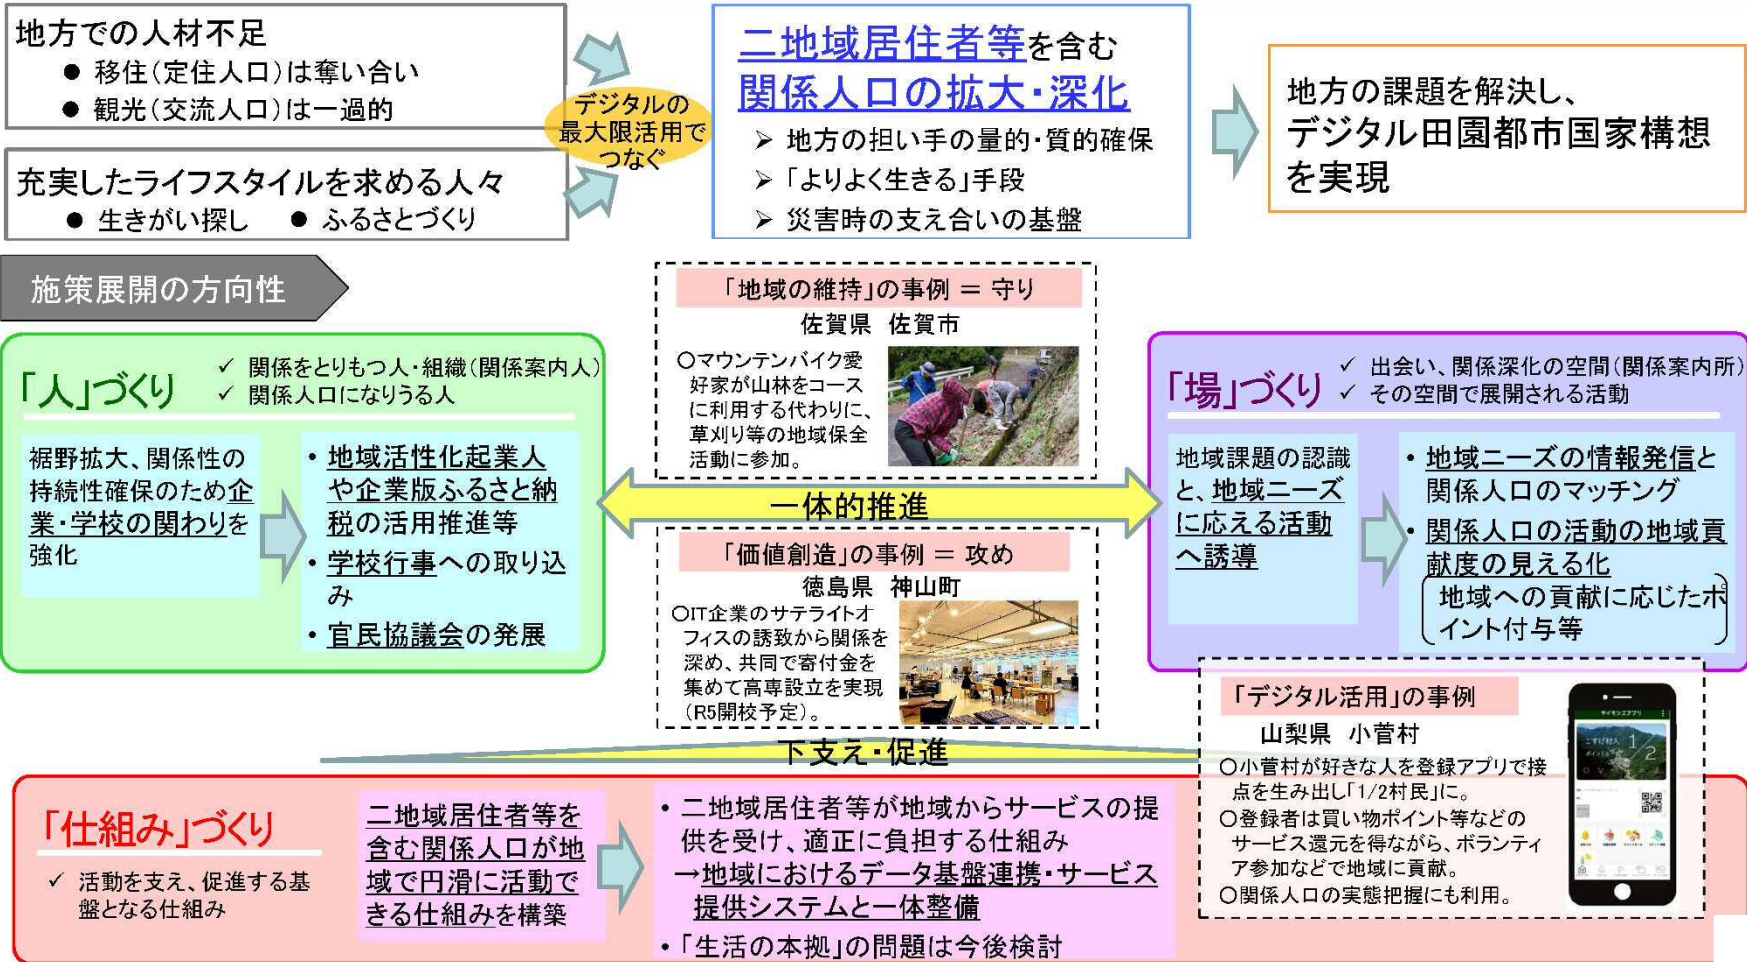 地方での人材不足
● 移住(定住人口)は奪い合い
● 観光(交流人口)は一過的
充実したライフスタイルを求める人々
● 生きがい探し ● ふるさとづくり
デジタルの
最大限活用で
つなぐ
二地域居住者等を含む
関係人口の拡大・深化
➢ 地方の担い手の量的・質的確保
➢ 「よりよく生きる」手段
➢ 災害時の支え合いの基盤
地方の課題を解決し、
デジタル田園都市国家構想
を実現
施策展開の方向性
「人」づくり
✓ 関係をとりもつ人・組織(関係案内人)
✓ 関係人口になりうる人
裾野拡大、関係性の
持続性確保のため企
業・学校の関わりを
強化
・地域活性化起業人
や企業版ふるさと納
税の活用推進等
・学校行事への取り込
み
・官民協議会の発展
「地域の維持」の事例 = 守り
佐賀県 佐賀市
○マウンテンバイク愛
好家が山林をコース
に利用する代わりに、
草刈り等の地域保全
活動に参加。
一体的推進
「価値創造」の事例 = 攻め
徳島県 神山町
○IT企業のサテライトオ
フィスの誘致から関係を
深め、共同で寄付金を
集めて高専設立を実現
(R5開校予定)。
「場」づくり
✓ 出会い、関係深化の空間(関係案内所)
✓ その空間で展開される活動
地域課題の認識
と、地域ニーズ
に応える活動
へ誘導
・地域ニーズの情報発信と
関係人口のマッチング
・関係人口の活動の地域貢
献度の見える化
地域への貢献に応じたポ
イント付与等
下支え・促進
「仕組み」づくり
✓ 活動を支え、促進する基
盤となる仕組み
二地域居住者等を
含む関係人口が地
域で円滑に活動で
きる仕組みを構築
・二地域居住者等が地域からサービスの提
供を受け、適正に負担する仕組み
→地域におけるデータ基盤連携・サービス
提供システムと一体整備
・「生活の本拠」の問題は今後検討
「デジタル活用」の事例
山梨県 小菅村
○小菅村が好きな人を登録アプリで接
点を生み出し「1/2村民」に。
○登録者は買い物ポイント等などの
サービス還元を得ながら、ボランティ
ア参加などで地域に貢献。
○関係人口の実態把握にも利用。
サイモンズアプリ
1/2